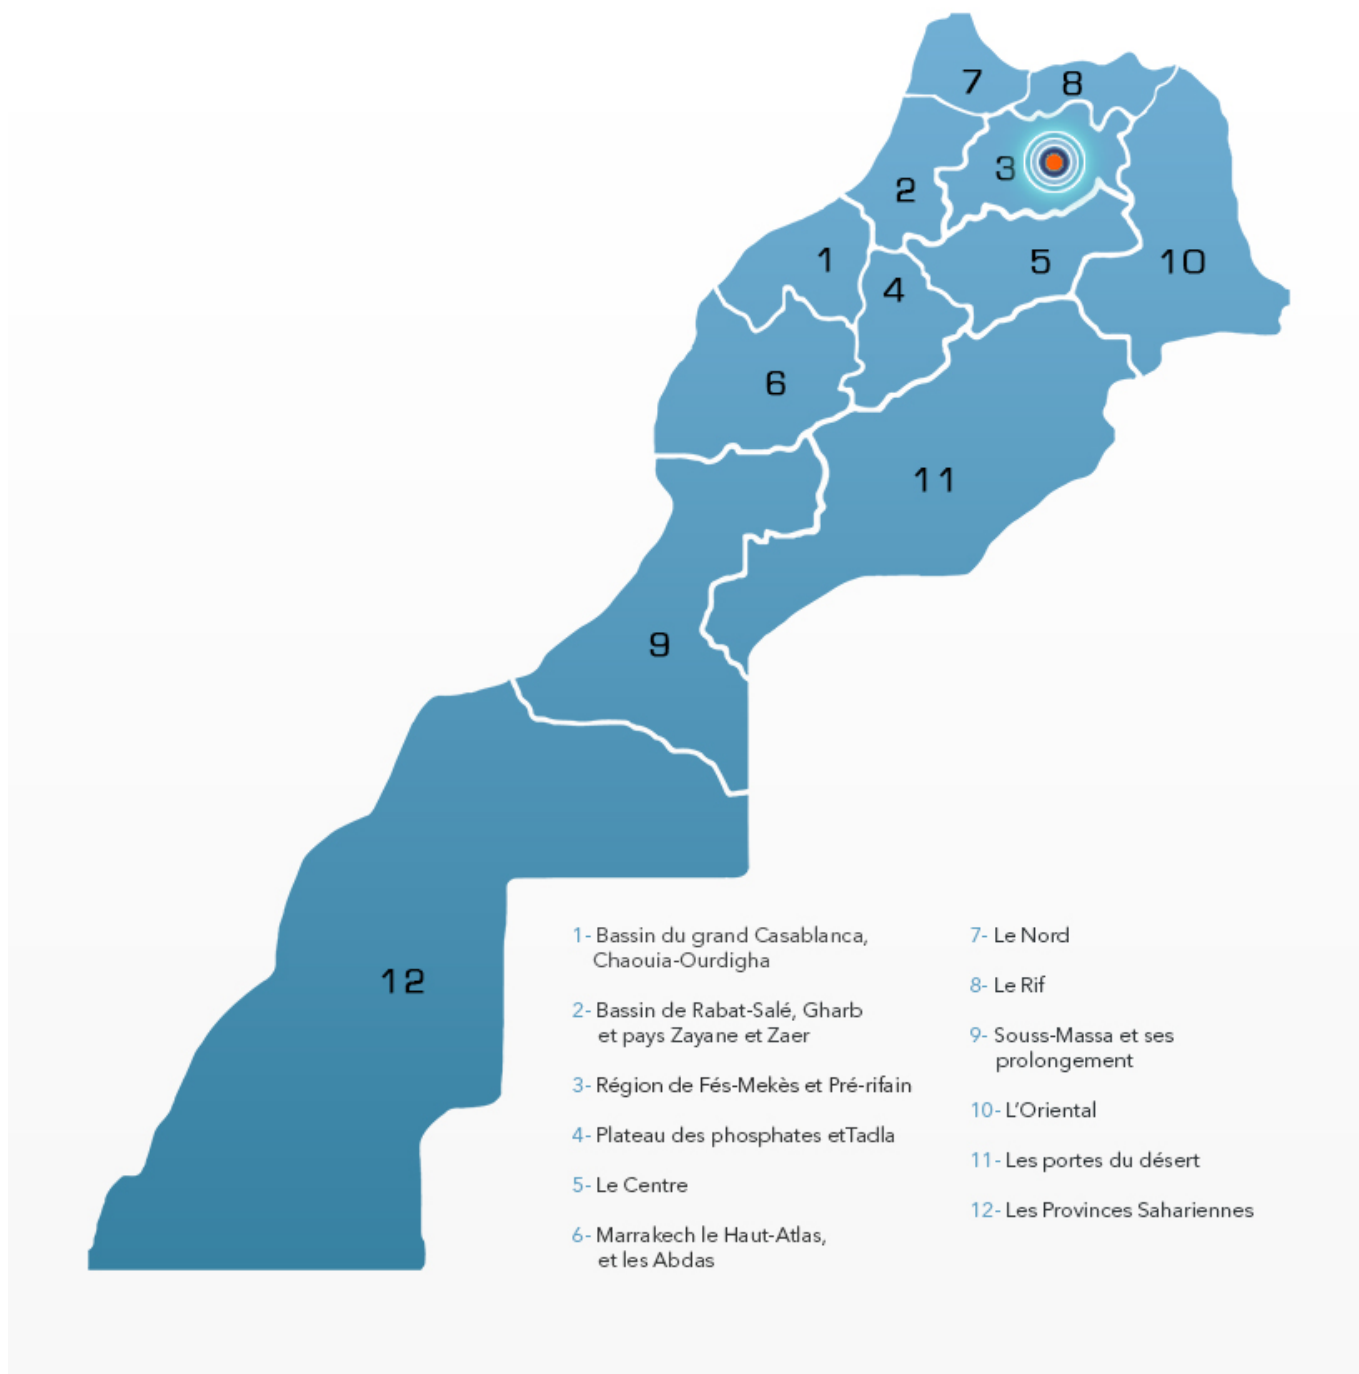 7
8
3
2
1
5
10
4
6
11
9
12
1- Bassin du grand Casablanca,
Chaouia-Ourdigha
2- Bassin de Rabat-Salé, Gharb
et pays Zayane et Zaer
3- Région de Fés-Mekès et Pré-rifain
4- Plateau des phosphates etTadla
5- Le Centre
6- Marrakech le Haut-Atlas,
et les Abdas
7- Le Nord
8- Le Rif
9- Souss-Massa et ses
prolongement
10- L'Oriental
11- Les portes du désert
12- Les Provinces Sahariennes